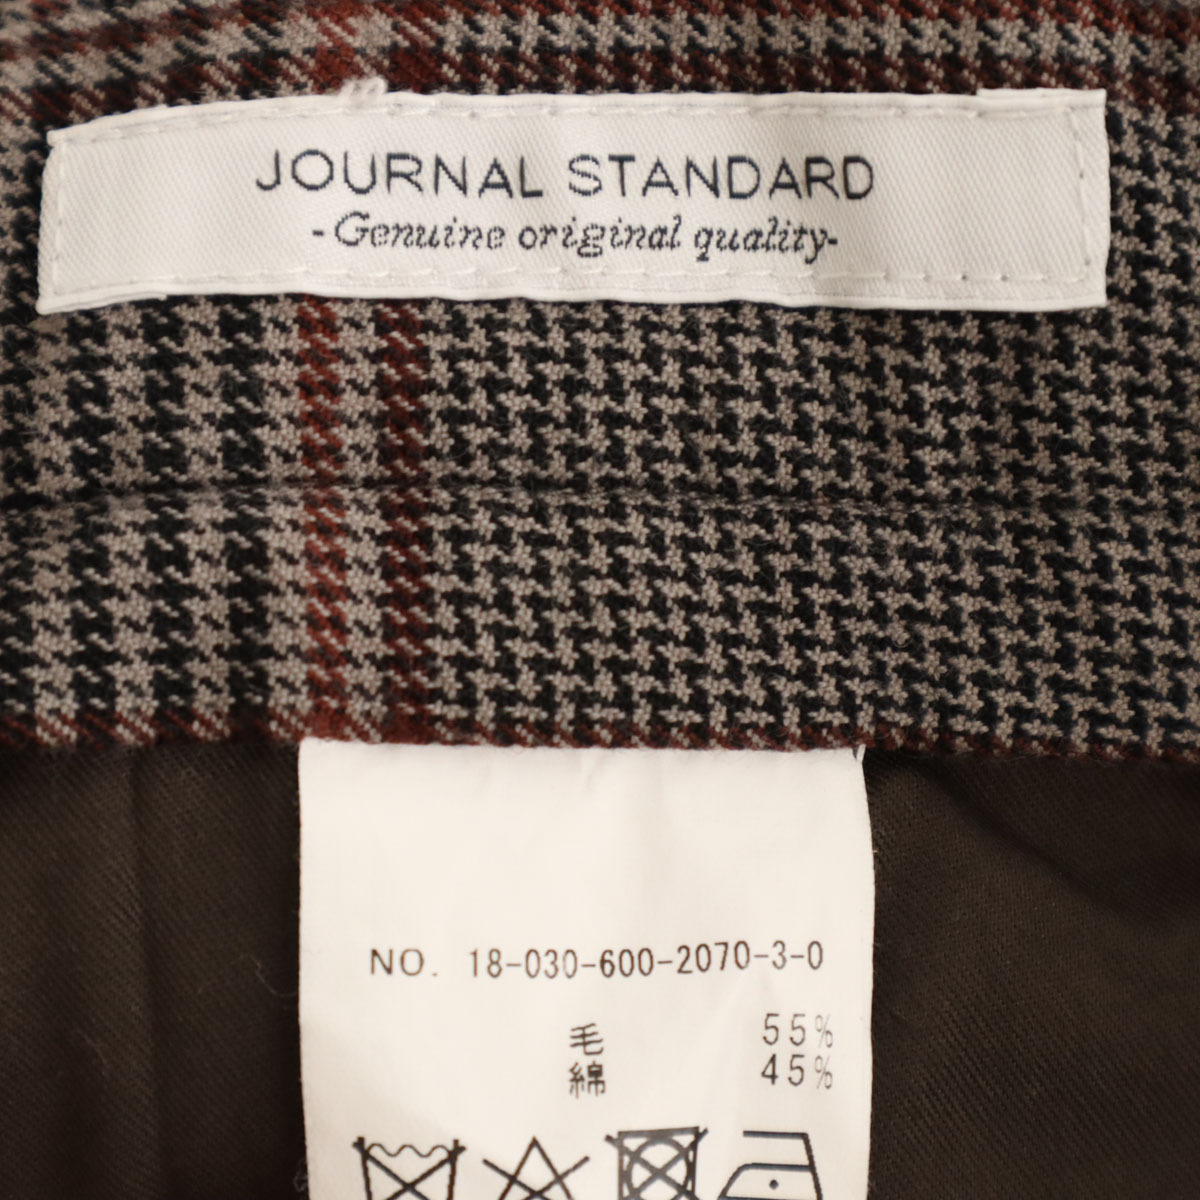 JOURNAL STANDARD
-Genuine original quality-
NO. 18-030-600-2070-3-0
毛 55%
綿 45%